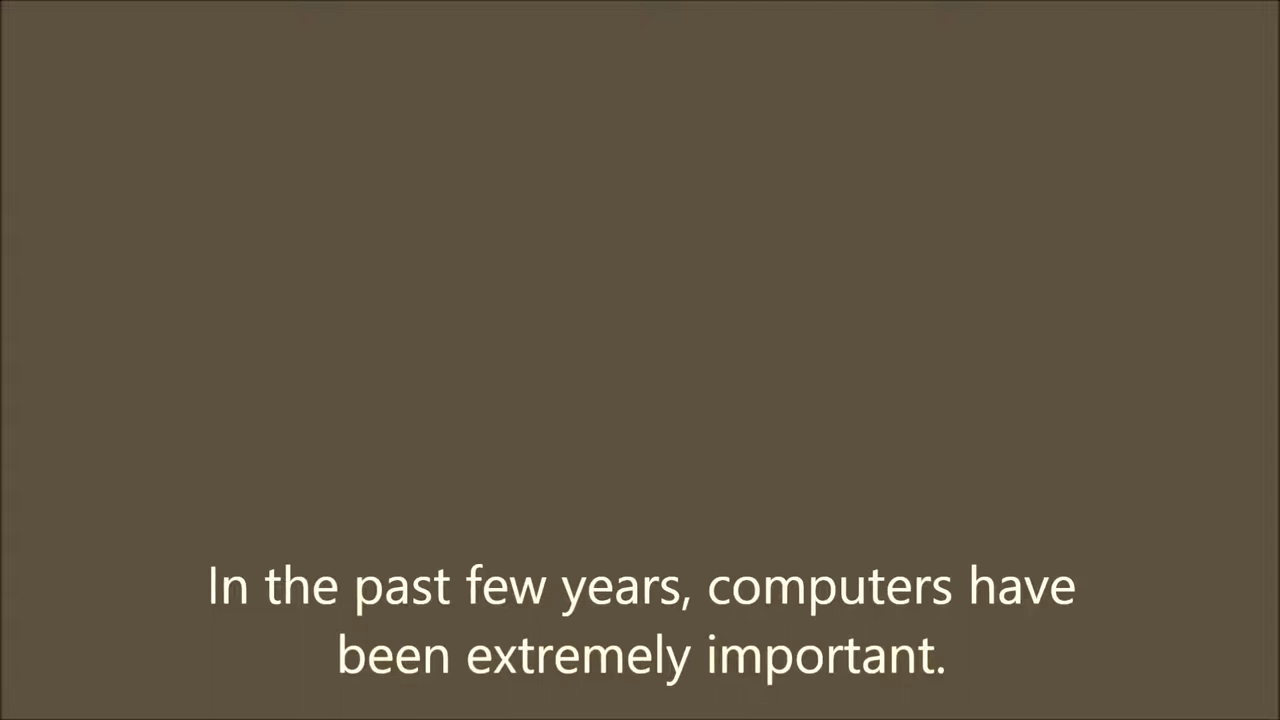 In the past few years, computers have
been extremely important.